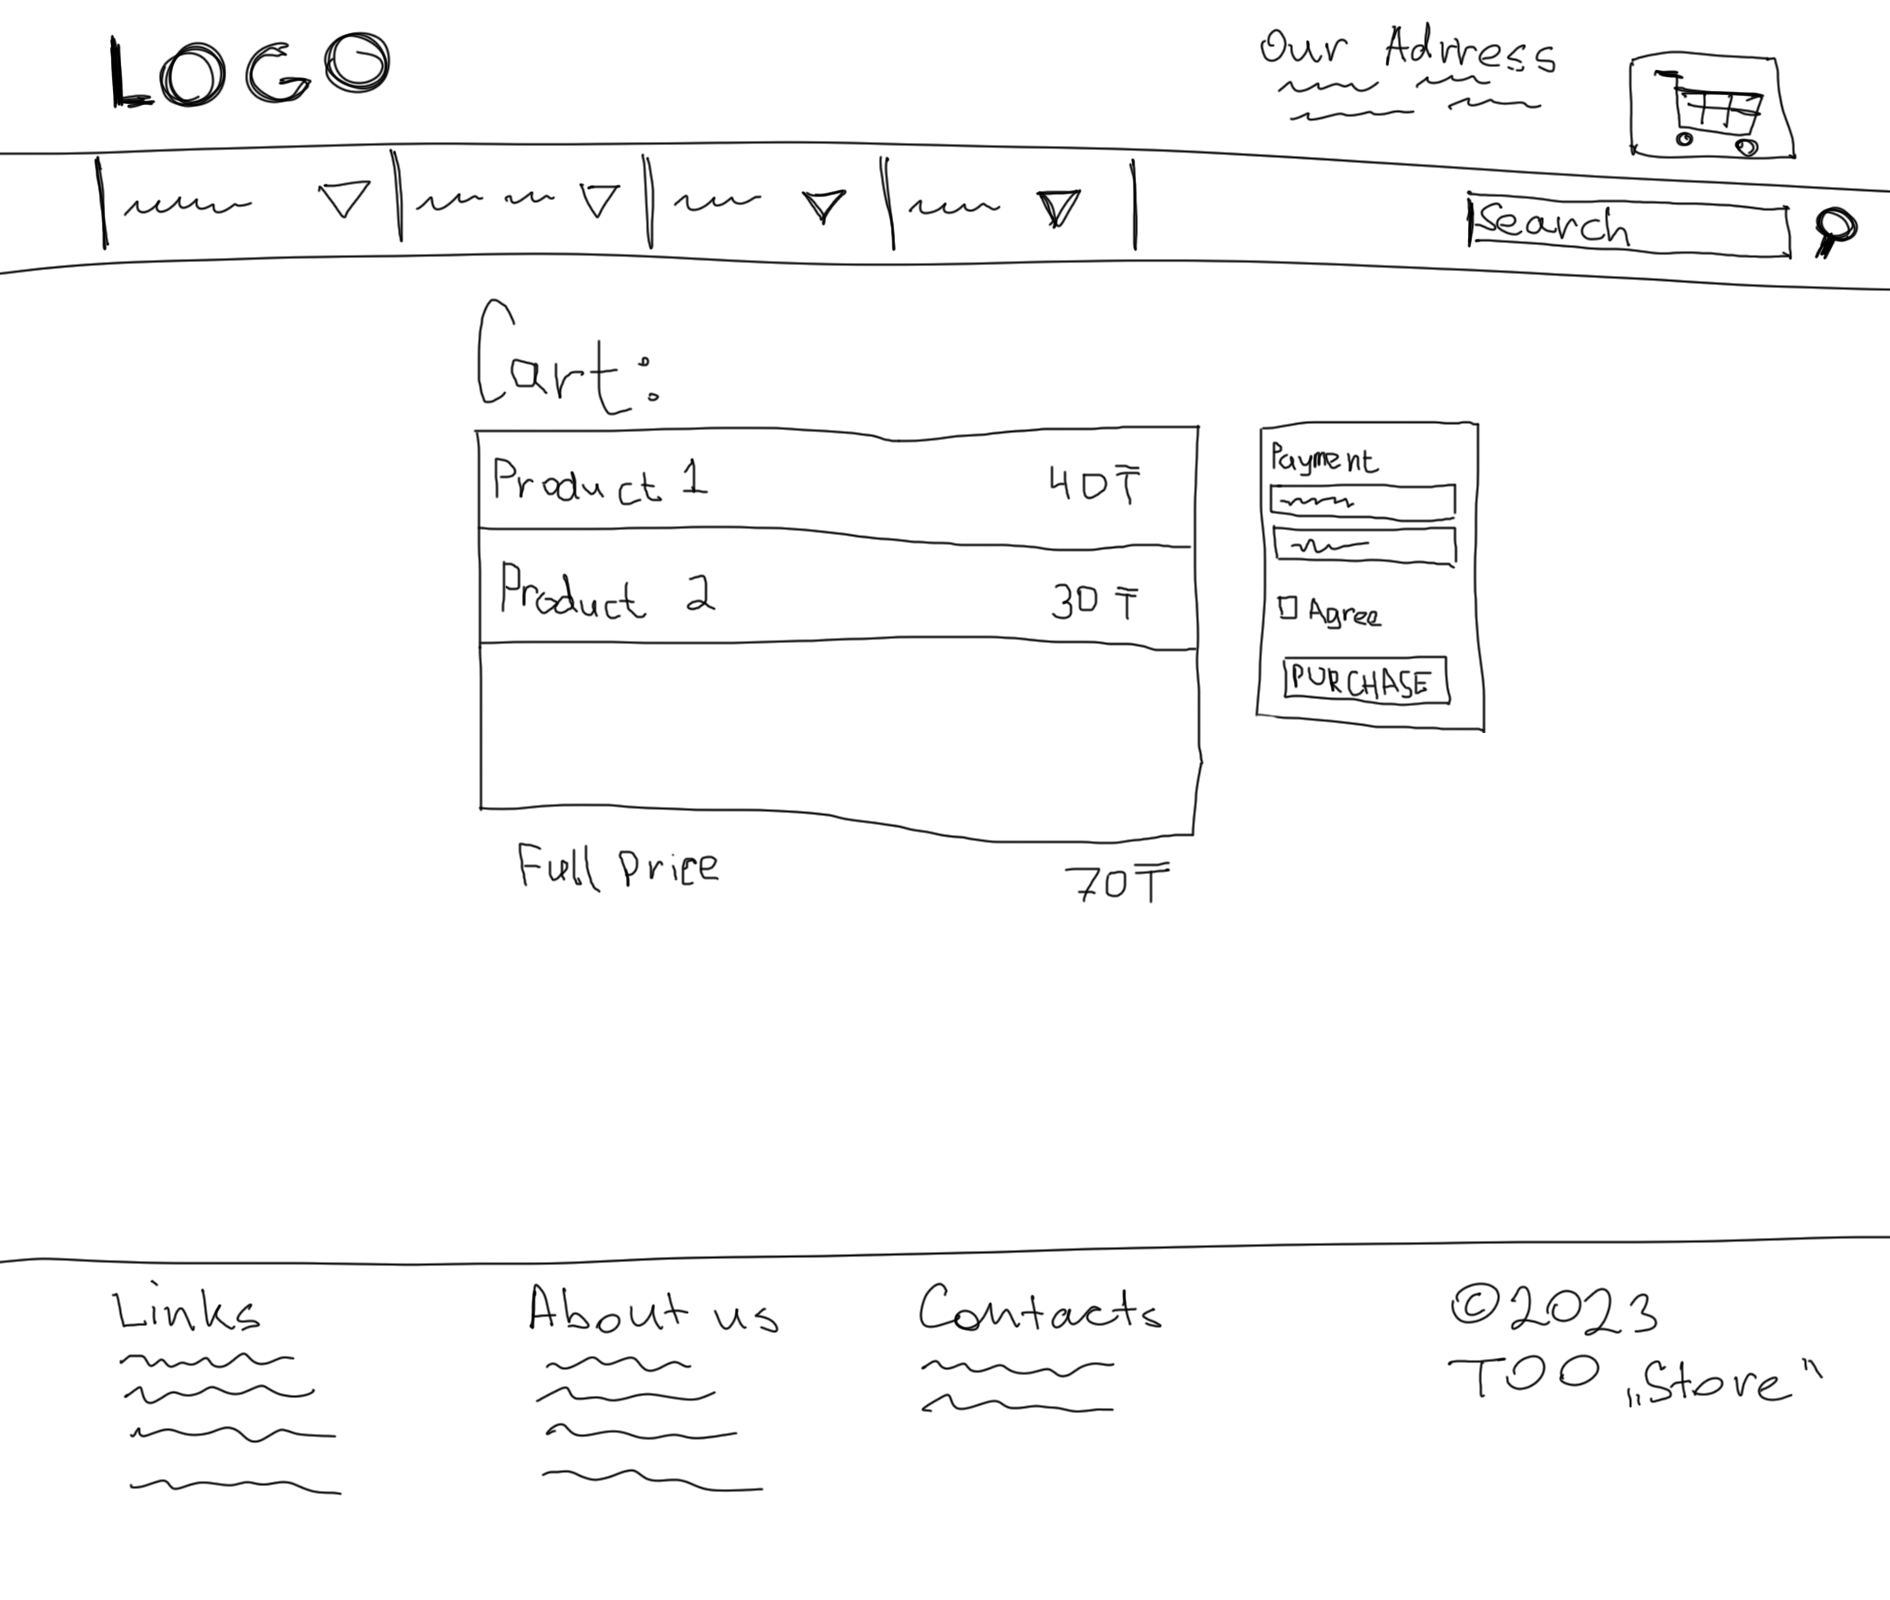 LOGO
Our Adrress
Search
Cart:
Product 1 40₸
Product 2 30₸
Full Price 70₸
Payment
Agree
PURCHASE
Links
About us
Contacts
©2023
TOO „Store"